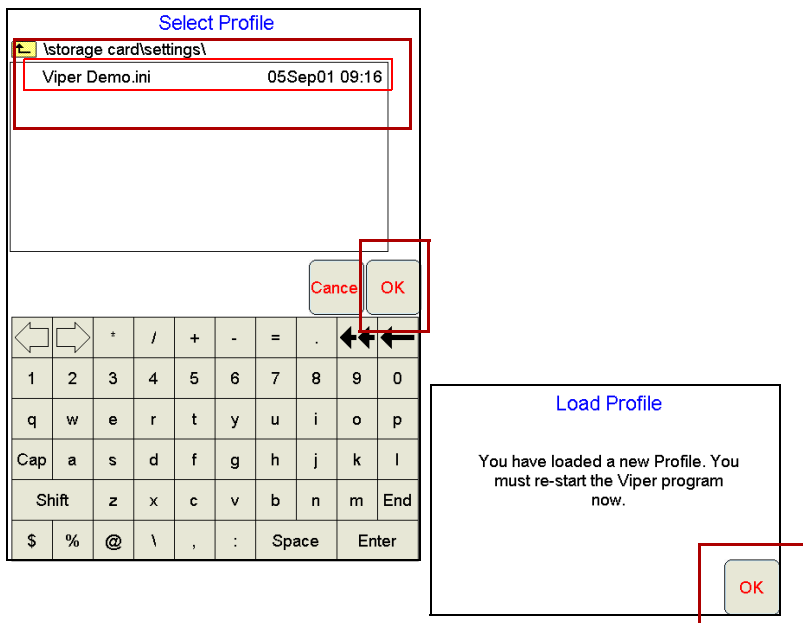 Select Profile
\storage card\settings\
Viper Demo.ini 05Sep01 09:16
Cancel OK
* / + - = .
1 2 3 4 5 6 7 8 9 0
q w e r t y u i o p
Cap a s d f g h j k l
Shift z x c v b n m End
$ % @ \ , : Space Enter
Load Profile
You have loaded a new Profile. You
must re-start the Viper program
now.
OK